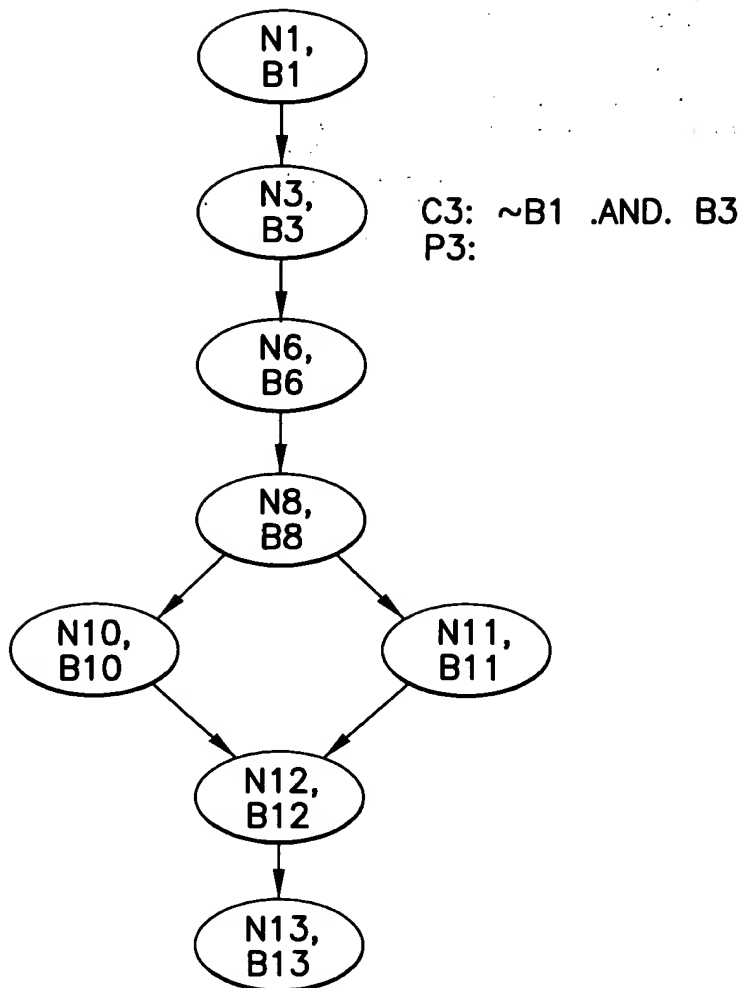 N1,
B1
N3,
B3
C3: ~B1 .AND. B3
P3:
N6,
B6
N8,
B8
N10,
B10
N11,
B11
N12,
B12
N13,
B13